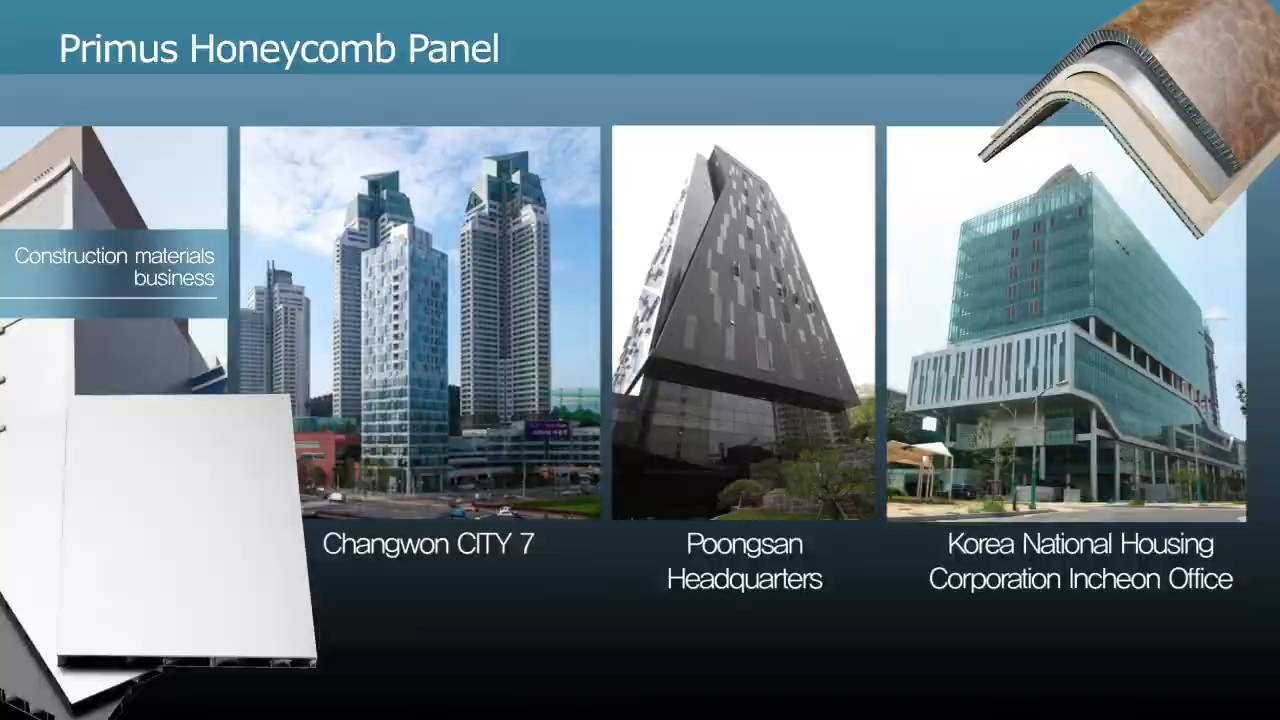 Primus Honeycomb Panel
Construction materials
business
Changwon CITY 7
Poongsan
Headquarters
Korea National Housing
Corporation Incheon Office